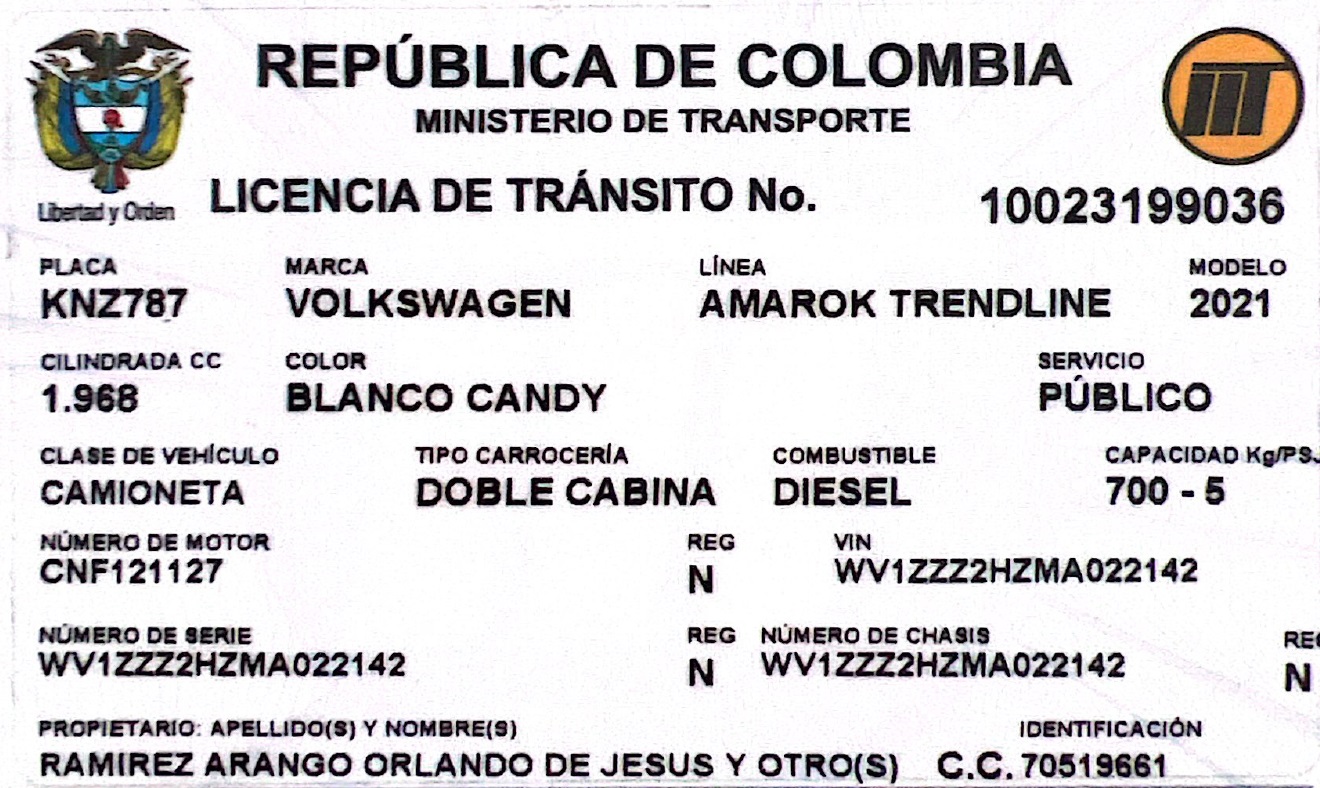 REPÚBLICA DE COLOMBIA
MINISTERIO DE TRANSPORTE
Libertad y Orden
LICENCIA DE TRÁNSITO No. 10023199036
PLACA MARCA LÍNEA MODELO
KNZ787 VOLKSWAGEN AMAROK TRENDLINE 2021
CILINDRADA CC COLOR SERVICIO
1.968 BLANCO CANDY PÚBLICO
CLASE DE VEHÍCULO TIPO CARROCERÍA COMBUSTIBLE CAPACIDAD Kg/PSJ
CAMIONETA DOBLE CABINA DIESEL 700 - 5
NÚMERO DE MOTOR REG VIN
CNF121127 N WV1ZZZ2HZMA022142
NÚMERO DE SERIE REG NÚMERO DE CHASIS REG
WV1ZZZ2HZMA022142 N WV1ZZZ2HZMA022142 N
PROPIETARIO: APELLIDO(S) Y NOMBRE(S) IDENTIFICACIÓN
RAMIREZ ARANGO ORLANDO DE JESUS Y OTRO(S) C.C. 70519661